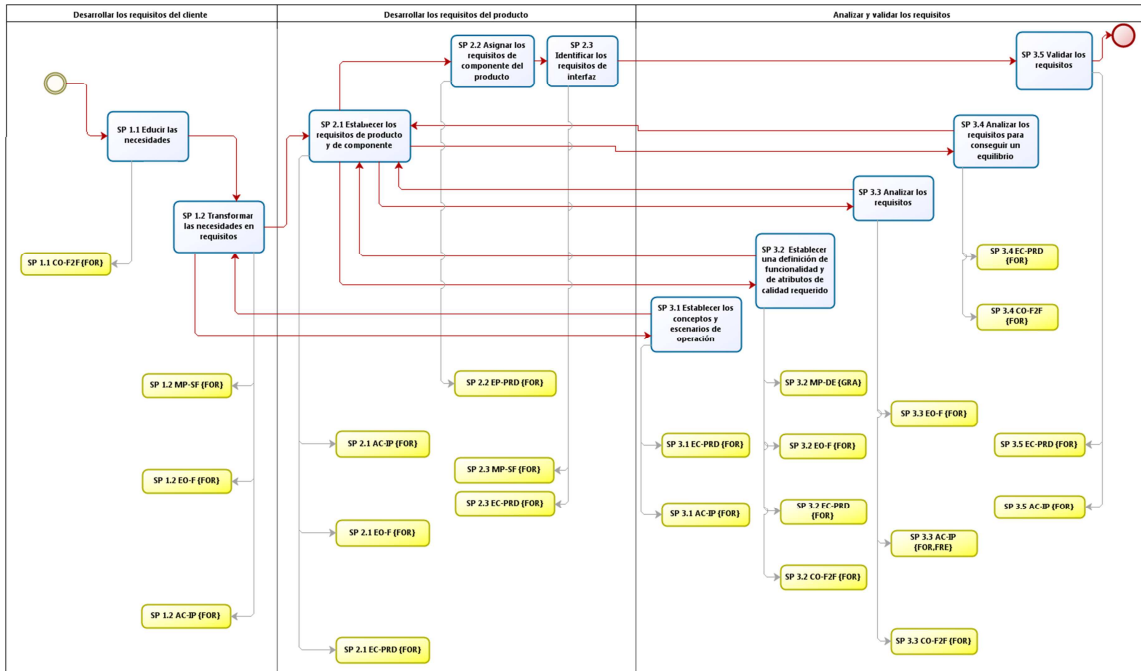 Desarrollar los requisitos del cliente
Desarrollar los requisitos del producto
Analizar y validar los requisitos
SP 1.1 Educir las
necesidades
SP 1.2 Transformar
las necesidades en
requisitos
SP 1.1 CO-F2F {FOR}
SP 1.2 MP-SF {FOR}
SP 1.2 EO-F {FOR}
SP 1.2 AC-IP {FOR}
SP 2.2 Asignar los
requisitos de
componente del
producto
SP 2.3
Identificar los
requisitos de
interfaz
SP 2.1 Establecer los
requisitos de producto
y de componente
SP 2.2 EP-PRD {FOR}
SP 2.1 AC-IP {FOR}
SP 2.3 MP-SF {FOR}
SP 2.3 EC-PRD {FOR}
SP 2.1 EO-F {FOR}
SP 2.1 EC-PRD {FOR}
SP 3.5 Validar los
requisitos
SP 3.4 Analizar los
requisitos para
conseguir un
equilibrio
SP 3.3 Analizar los
requisitos
SP 3.2 Establecer
una definición de
funcionalidad y
de atributos de
calidad requerido
SP 3.1 Establecer los
conceptos y
escenarios de
operación
SP 3.4 EC-PRD
{FOR}
SP 3.4 CO-F2F
{FOR}
SP 3.2 MP-DE {GRA}
SP 3.3 EO-F {FOR}
SP 3.1 EC-PRD {FOR}
SP 3.2 EO-F {FOR}
SP 3.5 EC-PRD {FOR}
SP 3.1 AC-IP {FOR}
SP 3.2 EC-PRD
{FOR}
SP 3.5 AC-IP {FOR}
SP 3.3 AC-IP
{FOR,FRE}
SP 3.2 CO-F2F {FOR}
SP 3.3 CO-F2F {FOR}